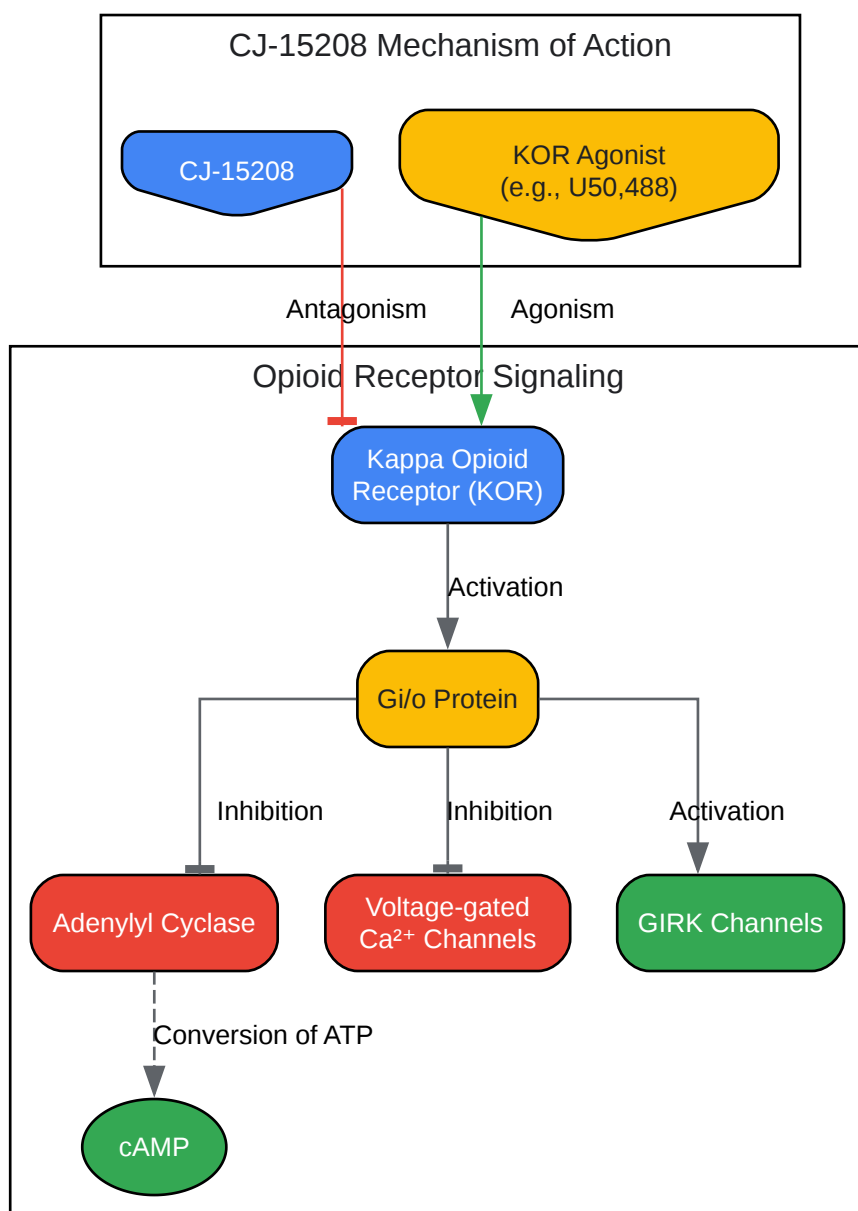 CJ-15208 Mechanism of Action
CJ-15208
KOR Agonist
(e.g., U50,488)
Antagonism
Agonism
Opioid Receptor Signaling
Kappa Opioid
Receptor (KOR)
Activation
Gi/o Protein
Inhibition
Inhibition
Activation
Adenylyl Cyclase
Voltage-gated
Ca²⁺ Channels
GIRK Channels
Conversion of ATP
cAMP